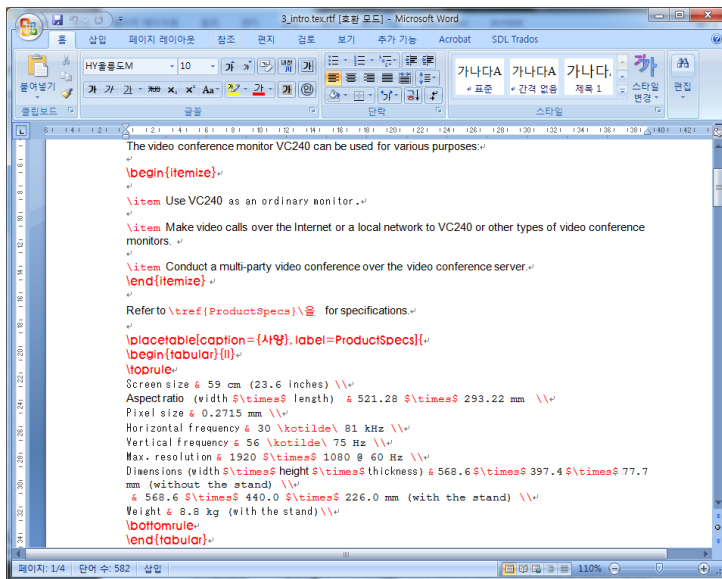 3_intro.tex.rtf [호환 모드] - Microsoft Word
홈 삽입 페이지 레이아웃 참조 편지 검토 보기 추가 기능 Acrobat SDL Trados
붙여넣기
HY울릉도M 10
가나다A 가나다A 가나다.
표준 간격 없음 제목 1
스타일 변경
편집
클립보드 글꼴 단락 스타일
The video conference monitor VC240 can be used for various purposes:
\begin{itemize}
\item Use VC240 as an ordinary monitor.
\item Make video calls over the Internet or a local network to VC240 or other types of video conference
monitors.
\item Conduct a multi-party video conference over the video conference server.
\end{itemize}
Refer to \tref{ProductSpecs}\을 for specifications.
\placetable[caption={사양}, label=ProductSpecs]{
\begin{tabular}{ll}
\toprule
Screen size & 59 cm (23.6 inches) \\
Aspect ratio (width $\times$ length) & 521.28 $\times$ 293.22 mm \\
Pixel size & 0.2715 mm \\
Horizontal frequency & 30 \kotilde\ 81 kHz \\
Vertical frequency & 56 \kotilde\ 75 Hz \\
Max. resolution & 1920 $\times$ 1080 @ 60 Hz \\
Dimensions (width $\times$ height $\times$ thickness) & 568.6 $\times$ 397.4 $\times$ 77.7
mm (without the stand) \\
& 568.6 $\times$ 440.0 $\times$ 226.0 mm (with the stand) \\
Weight & 8.8 kg (with the stand)\\
\bottomrule
\end{tabular}
페이지: 1/4 단어 수: 582 삽입 110%